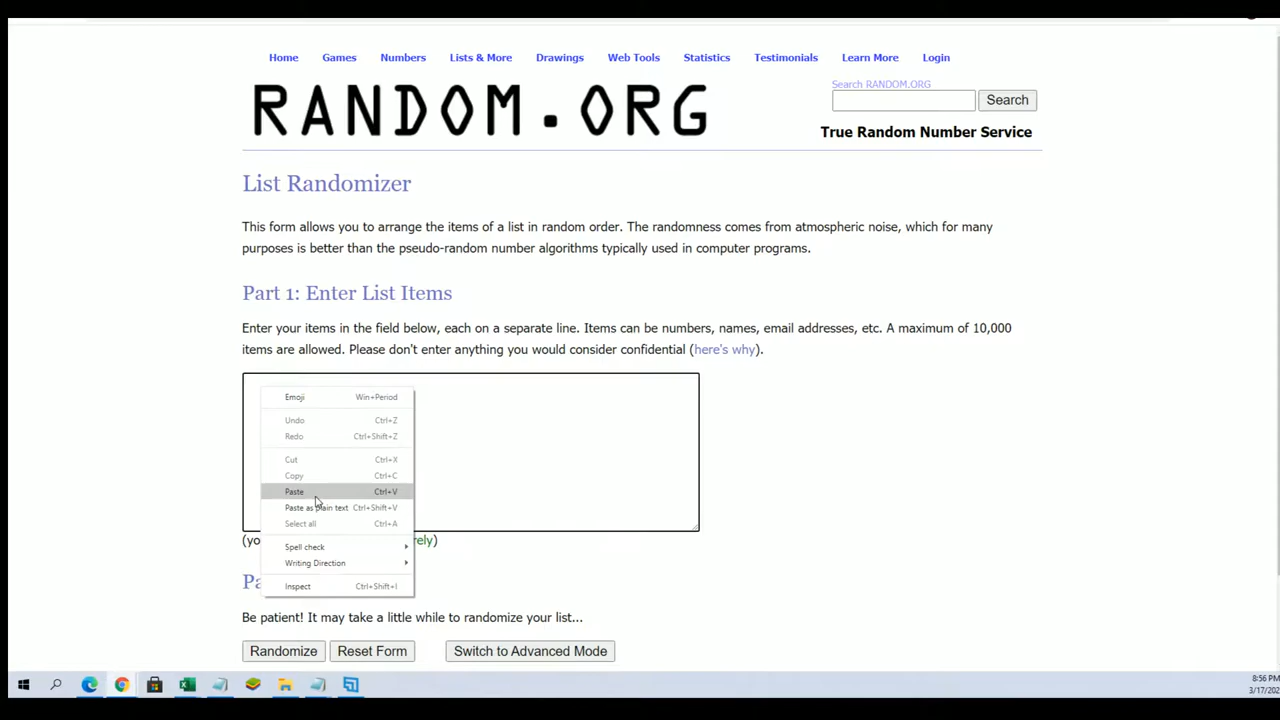 Home Games Numbers Lists & More Drawings Web Tools Statistics Testimonials Learn More Login
RANDOM.ORG
Search RANDOM.ORG
Search
True Random Number Service
List Randomizer
This form allows you to arrange the items of a list in random order. The randomness comes from atmospheric noise, which for many
purposes is better than the pseudo-random number algorithms typically used in computer programs.
Part 1: Enter List Items
Enter your items in the field below, each on a separate line. Items can be numbers, names, email addresses, etc. A maximum of 10,000
items are allowed. Please don't enter anything you would consider confidential (here's why).
Emoji Win+Period
Undo Ctrl+Z
Redo Ctrl+Shift+Z
Cut Ctrl+X
Copy Ctrl+C
Paste Ctrl+V
Paste as plain text Ctrl+Shift+V
Select all Ctrl+A
Spell check
Writing Direction
Inspect Ctrl+Shift+I
Be patient! It may take a little while to randomize your list...
Randomize Reset Form Switch to Advanced Mode
8:56 PM